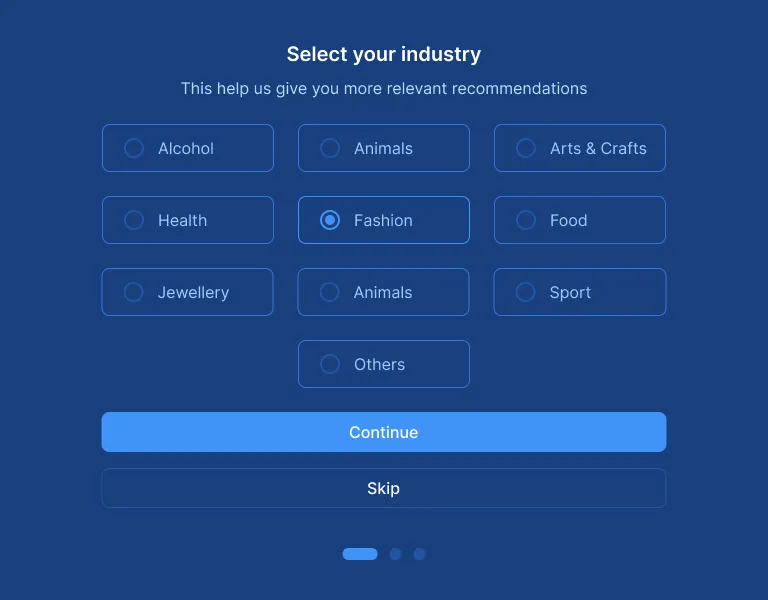 Select your industry
This help us give you more relevant recommendations
Alcohol
Animals
Arts & Crafts
Health
Fashion
Food
Jewellery
Animals
Sport
Others
Continue
Skip